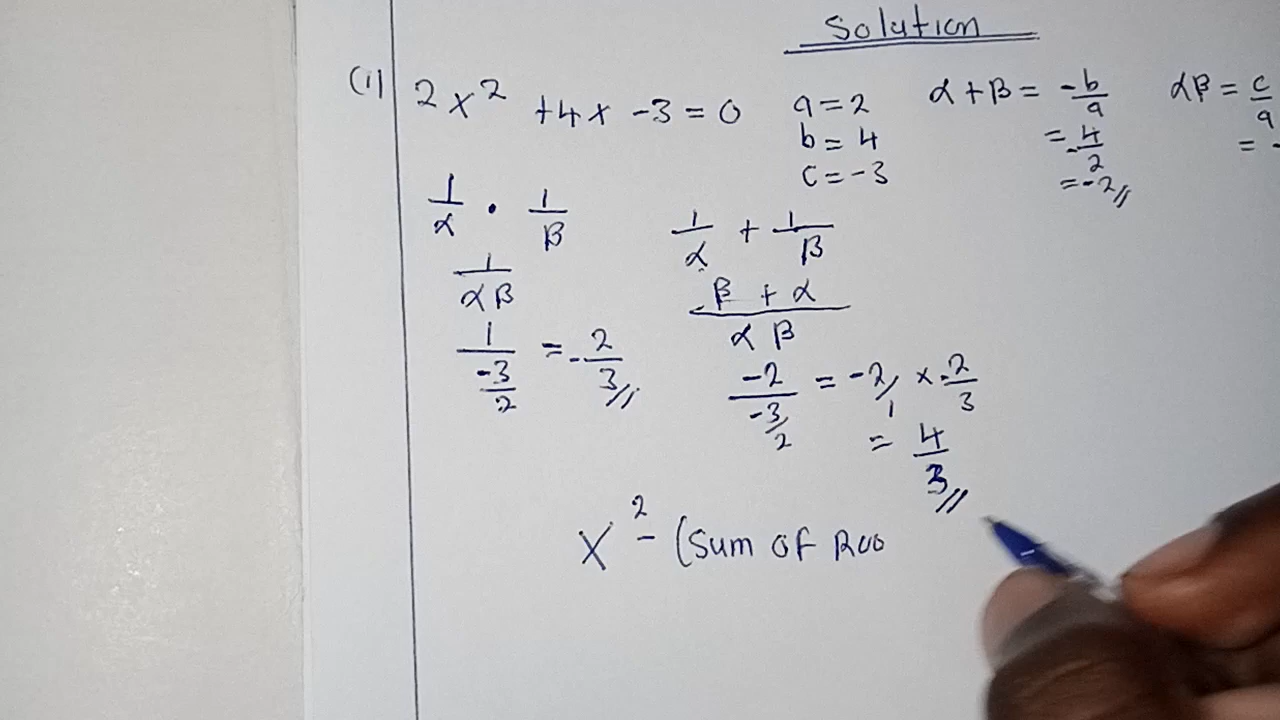 Solution
(i) 2x² +4x -3=0 a=2 α+β= -b/a αβ= c/a
b=4 = -4/2 = -
c=-3 =-2//
1/α · 1/β 1/α + 1/β
1/αβ β + α / αβ
1/(-3/2) = -2/3// -2/(-3/2) = -2/1 × -2/3
= 4/3//
x² - (Sum OF Roo